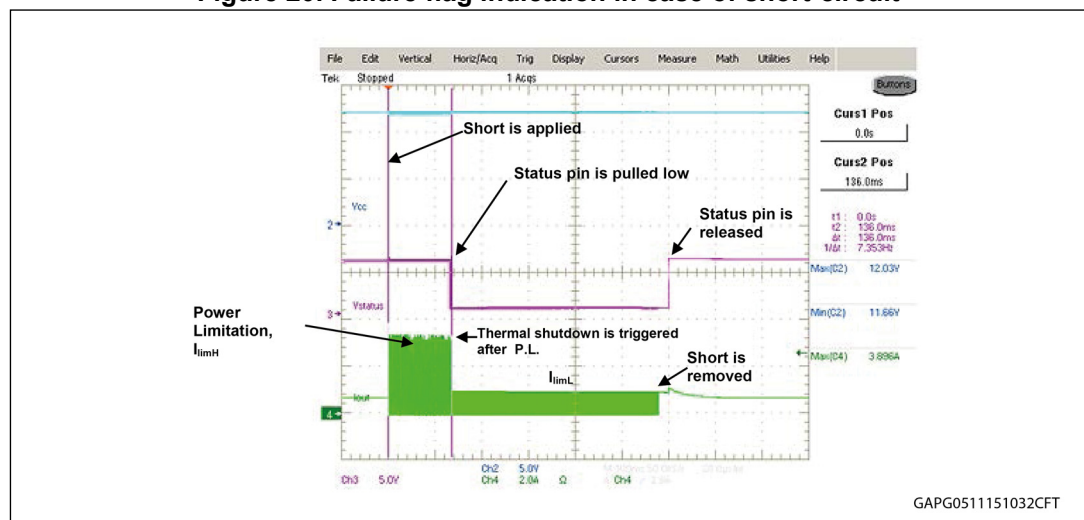 Figure 20. Failure flag indication in case of short circuit
File Edit Vertical Horiz/Acq Trig Display Cursors Measure Math Utilities Help
Tek Stopped 1 Acqs
Buttons
Curs1 Pos
0.0s
Curs2 Pos
136.0ms
t1 : 0.0s
t2 : 136.0ms
Δt : 136.0ms
1/Δt : 7.353Hz
Max(C2) 12.03V
Min(C2) 11.66V
Max(C4) 3.896A
Short is applied
Status pin is pulled low
Status pin is
released
Vcc
2
Vstatus
3
Power
Limitation,
IlimH
Thermal shutdown is triggered
after P.L.
IlimL
Short is
removed
Iout
4
Ch2 5.0V
Ch3 5.0V Ch4 2.0A Ω Ch4
GAPG0511151032CFT